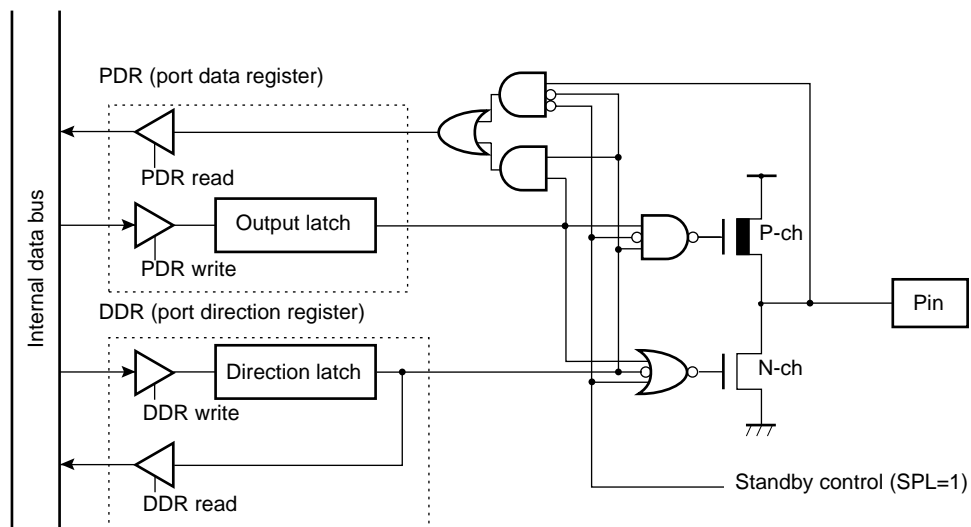 PDR (port data register)
PDR read
Output latch
PDR write
P-ch
Pin
Internal data bus
DDR (port direction register)
Direction latch
N-ch
DDR write
DDR read
Standby control (SPL=1)